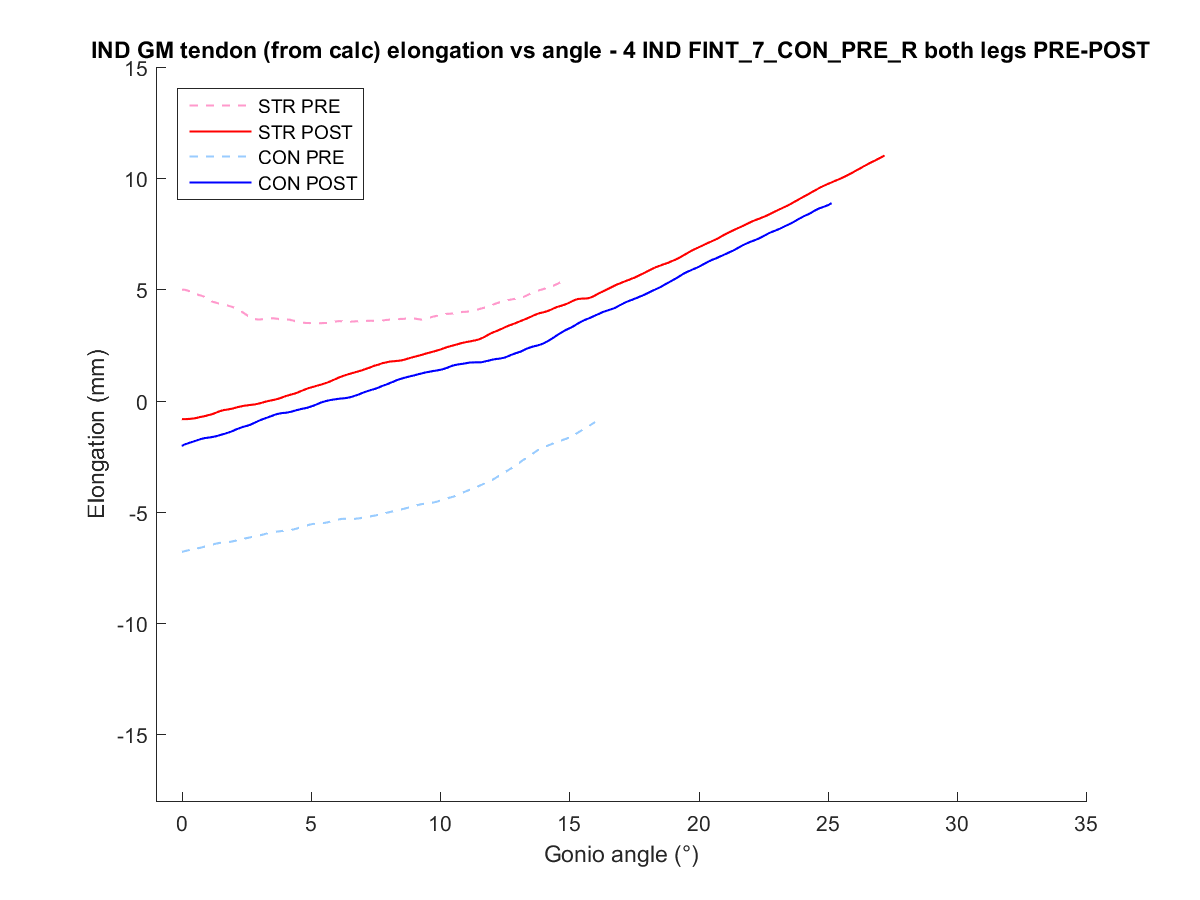 IND GM tendon (from calc) elongation vs angle - 4 IND FINT_7_CON_PRE_R both legs PRE-POST
15
10
5
0
-5
-10
-15
Elongation (mm)
STR PRE
STR POST
CON PRE
CON POST
0 5 10 15 20 25 30 35
Gonio angle (°)